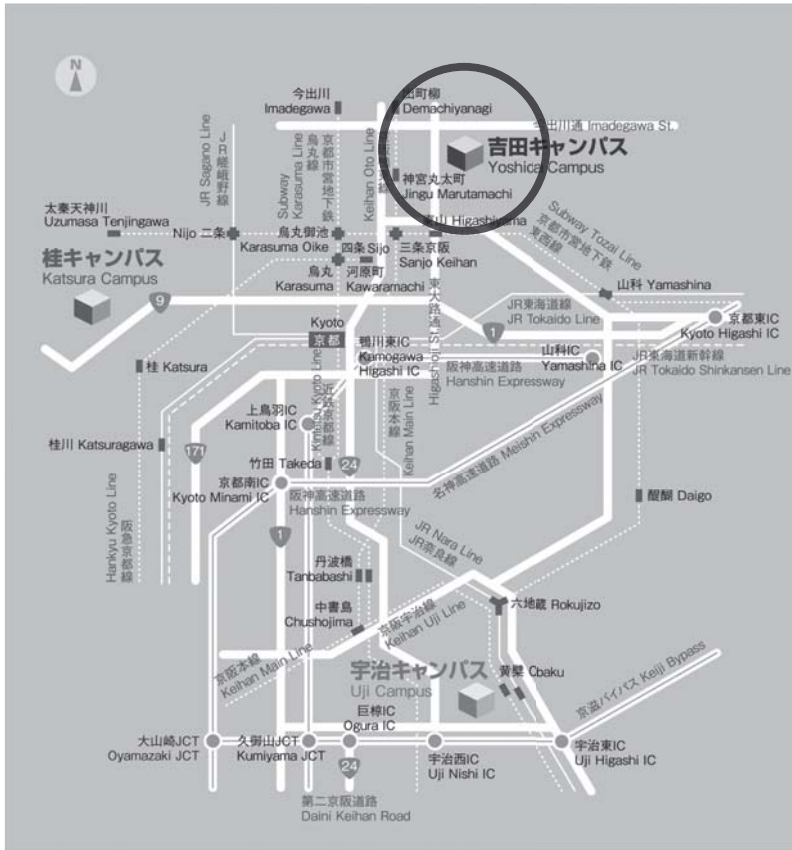 N
今出川
Imadegawa
出町柳
Demachiyanagi
今出川通 Imadegawa St.
吉田キャンパス
Yoshida Campus
JR Sagano Line
JR嵯峨野線
Subway
Karasuma Line
京都市営地下鉄
烏丸線
Keihan Oto Line
神宮丸太町
Jingu Marutamachi
太秦天神川
Uzumasa Tenjingawa
Nijo 二条
烏丸御池
Karasuma Oike
四条 Sijo
三条京阪
Sanjo Keihan
東山 Higashiyama
Subway Tozai Line
京都市営地下鉄
東西線
桂キャンパス
Katsura Campus
烏丸
Karasuma
河原町
Kawaramachi
東大路通
Higashioji St.
山科 Yamashina
9
1
JR東海道線
JR Tokaido Line
京都東IC
Kyoto Higashi IC
Kyoto
京都
鴨川東IC
Kamogawa
Higashi IC
阪神高速道路
Hanshin Expressway
山科IC
Yamashina IC
JR東海道新幹線
JR Tokaido Shinkansen Line
桂 Katsura
上鳥羽IC
Kamitoba IC
Kintetsu Kyoto Line
近鉄京都線
京阪本線
Keihan Main Line
名神高速道路 Meishin Expressway
桂川 Katsuragawa
171
竹田 Takeda
24
京都南IC
Kyoto Minami IC
阪神高速道路
Hanshin Expressway
醍醐 Daigo
Hankyu Kyoto Line
阪急京都線
1
JR Nara Line
JR奈良線
丹波橋
Tanbabashi
中書島
Chushojima
京阪宇治線
Keihan Uji Line
六地蔵 Rokujizo
京阪本線
Keihan Main Line
宇治キャンパス
Uji Campus
黄檗 Obaku
京滋バイパス Keiji Bypass
巨椋IC
Ogura IC
大山崎JCT
Oyamazaki JCT
久御山JCT
Kumiyama JCT
24
宇治西IC
Uji Nishi IC
宇治東IC
Uji Higashi IC
第二京阪道路
Daini Keihan Road